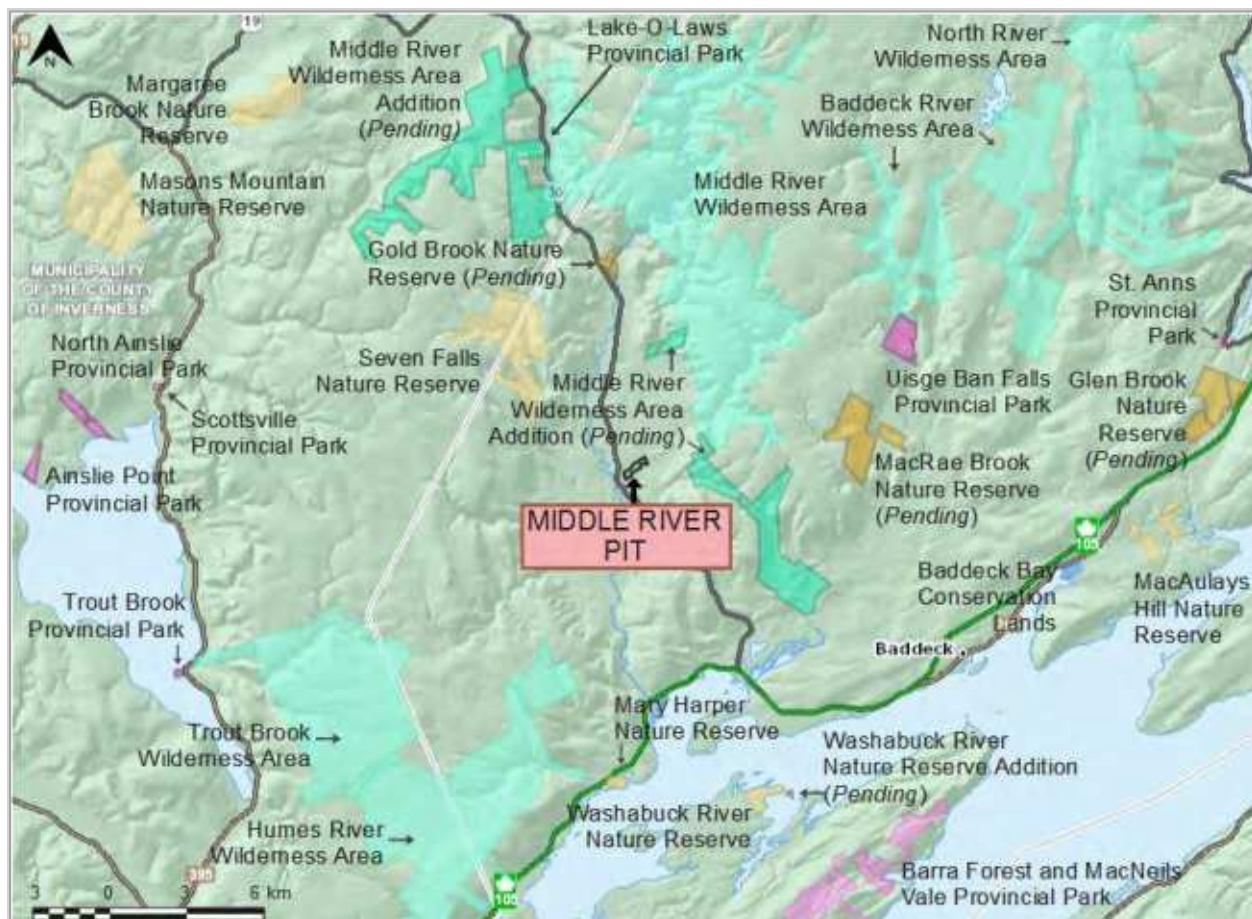 19
19
N
Lake-O-Laws
Provincial Park
Middle River
Wilderness Area
Addition
(Pending)
North River
Wilderness Area
Margaree
Brook Nature
Reserve
Baddeck River
Wilderness Area
Masons Mountain
Nature Reserve
Middle River
Wilderness Area
30
Gold Brook Nature
Reserve (Pending)
MUNICIPALITY
OF THE COUNTY
OF INVERNESS
St. Anns
Provincial
Park
North Ainslie
Provincial Park
Seven Falls
Nature Reserve
Middle River
Wilderness Area
Addition (Pending)
Uisge Ban Falls
Provincial Park
Glen Brook
Nature
Reserve
(Pending)
Scottsville
Provincial Park
Ainslie Point
Provincial Park
MacRae Brook
Nature Reserve
(Pending)
MIDDLE RIVER
PIT
105
Baddeck Bay
Conservation
Lands
MacAulays
Hill Nature
Reserve
Trout Brook
Provincial Park
Baddeck
Mary Harper
Nature Reserve
Trout Brook
Wilderness Area
Washabuck River
Nature Reserve Addition
(Pending)
Washabuck River
Nature Reserve
Humes River
Wilderness Area
Barra Forest and MacNeils
Vale Provincial Park
395
105
3 0 3 6 km